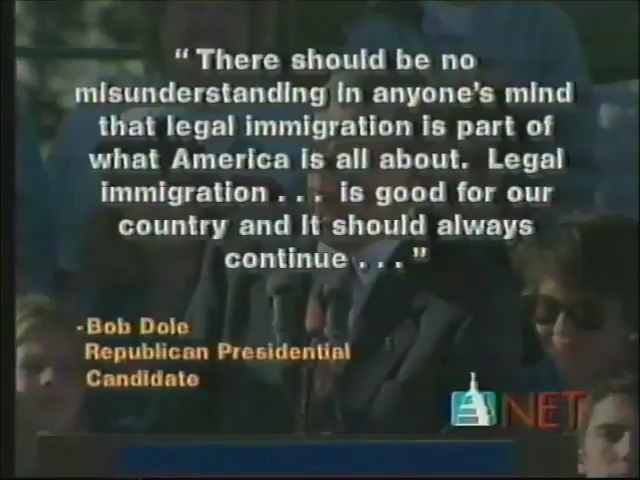 “There should be no
misunderstanding in anyone's mind
that legal immigration is part of
what America is all about. Legal
immigration . . . is good for our
country and it should always
continue . . . ”
-Bob Dole
Republican Presidential
Candidate
NET